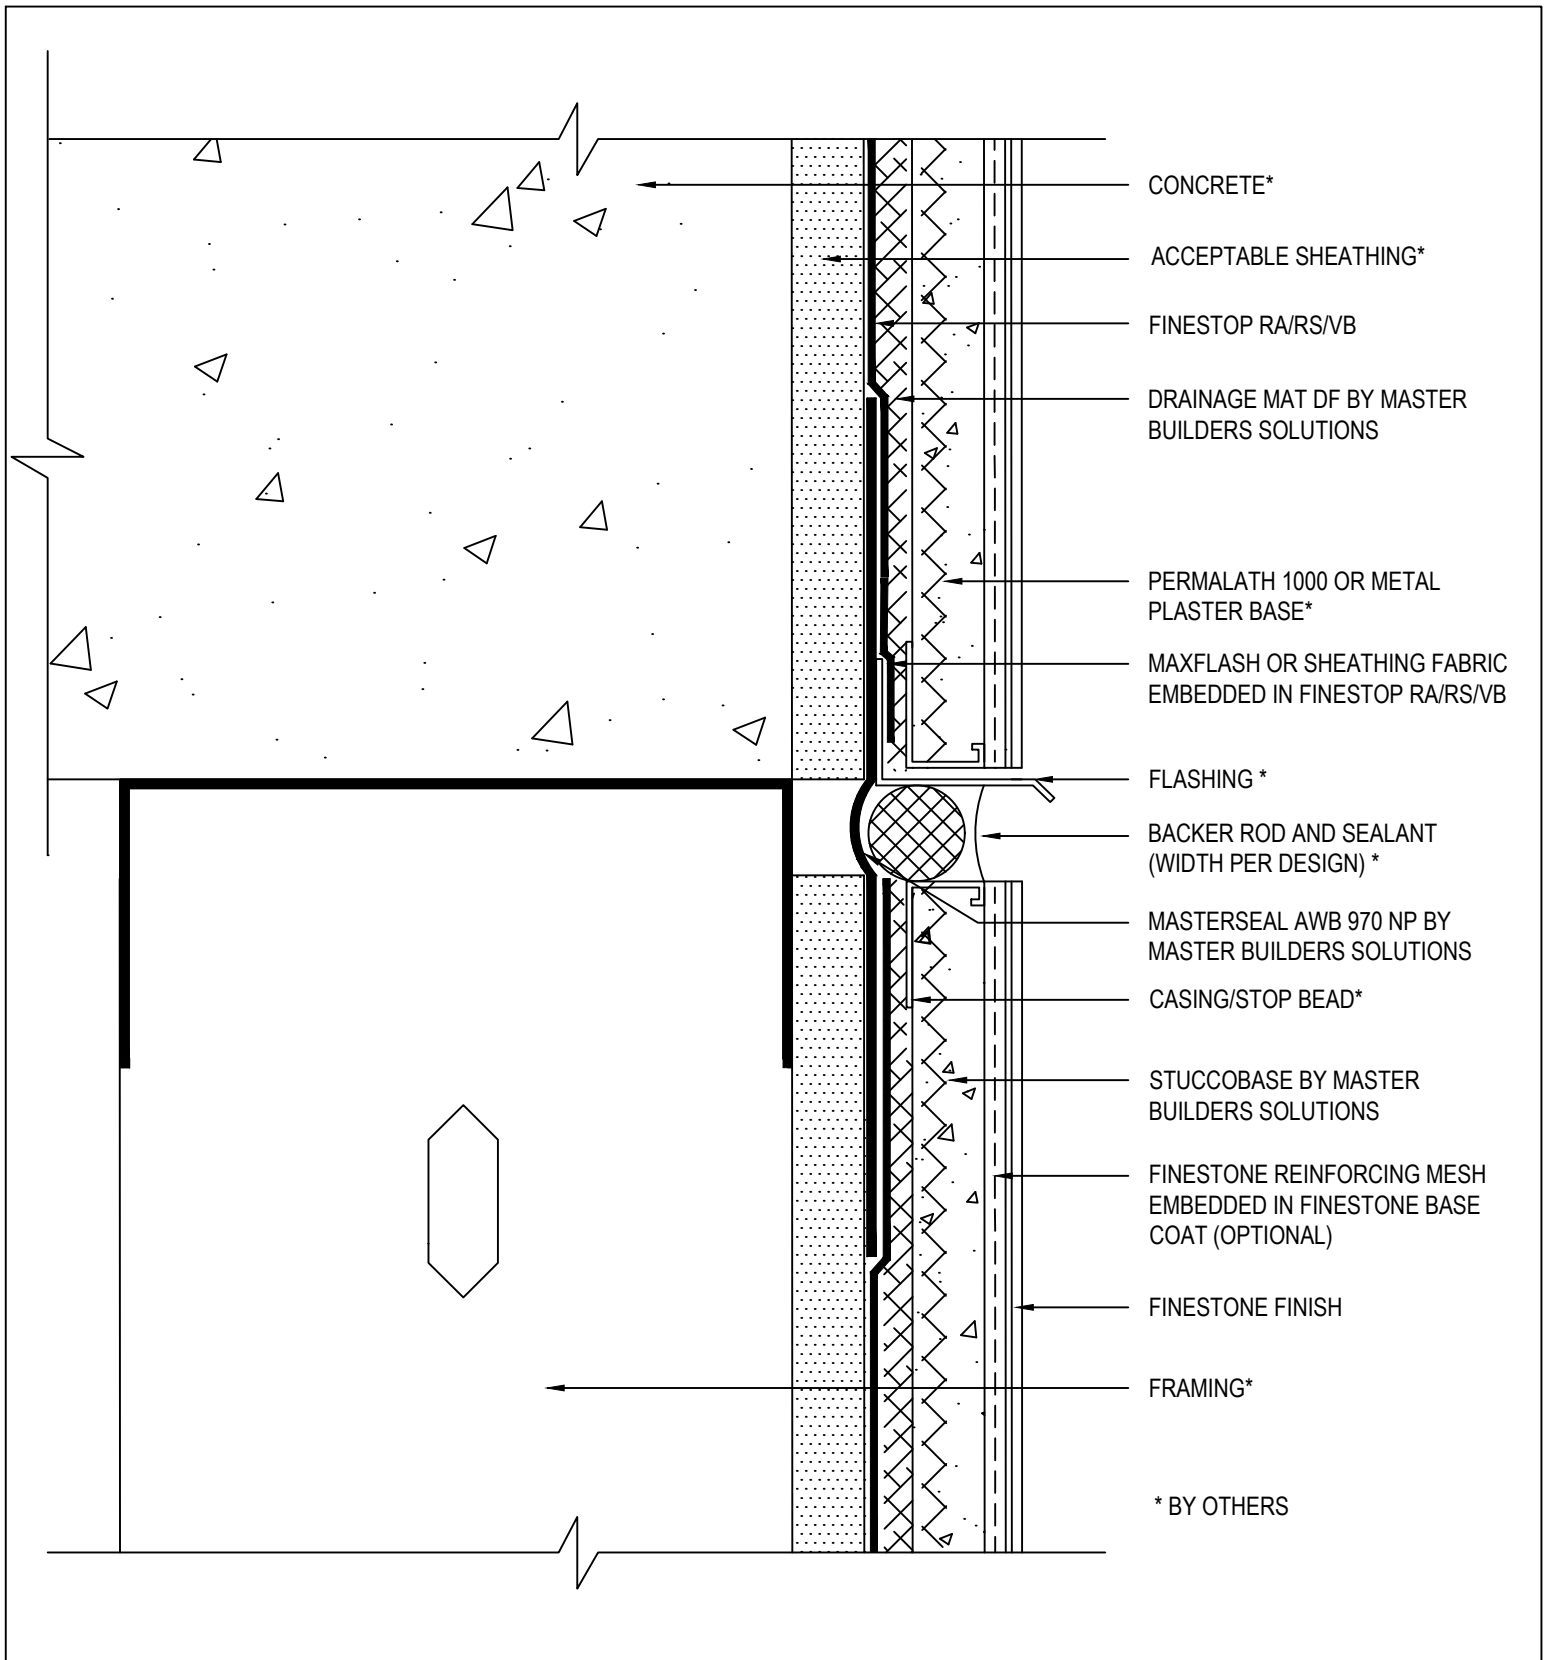 CONCRETE*
ACCEPTABLE SHEATHING*
FINESTOP RA/RS/VB
DRAINAGE MAT DF BY MASTER
BUILDERS SOLUTIONS
PERMALATH 1000 OR METAL
PLASTER BASE*
MAXFLASH OR SHEATHING FABRIC
EMBEDDED IN FINESTOP RA/RS/VB
FLASHING *
BACKER ROD AND SEALANT
(WIDTH PER DESIGN) *
MASTERSEAL AWB 970 NP BY
MASTER BUILDERS SOLUTIONS
CASING/STOP BEAD*
STUCCOBASE BY MASTER
BUILDERS SOLUTIONS
FINESTONE REINFORCING MESH
EMBEDDED IN FINESTONE BASE
COAT (OPTIONAL)
FINESTONE FINISH
FRAMING*
* BY OTHERS